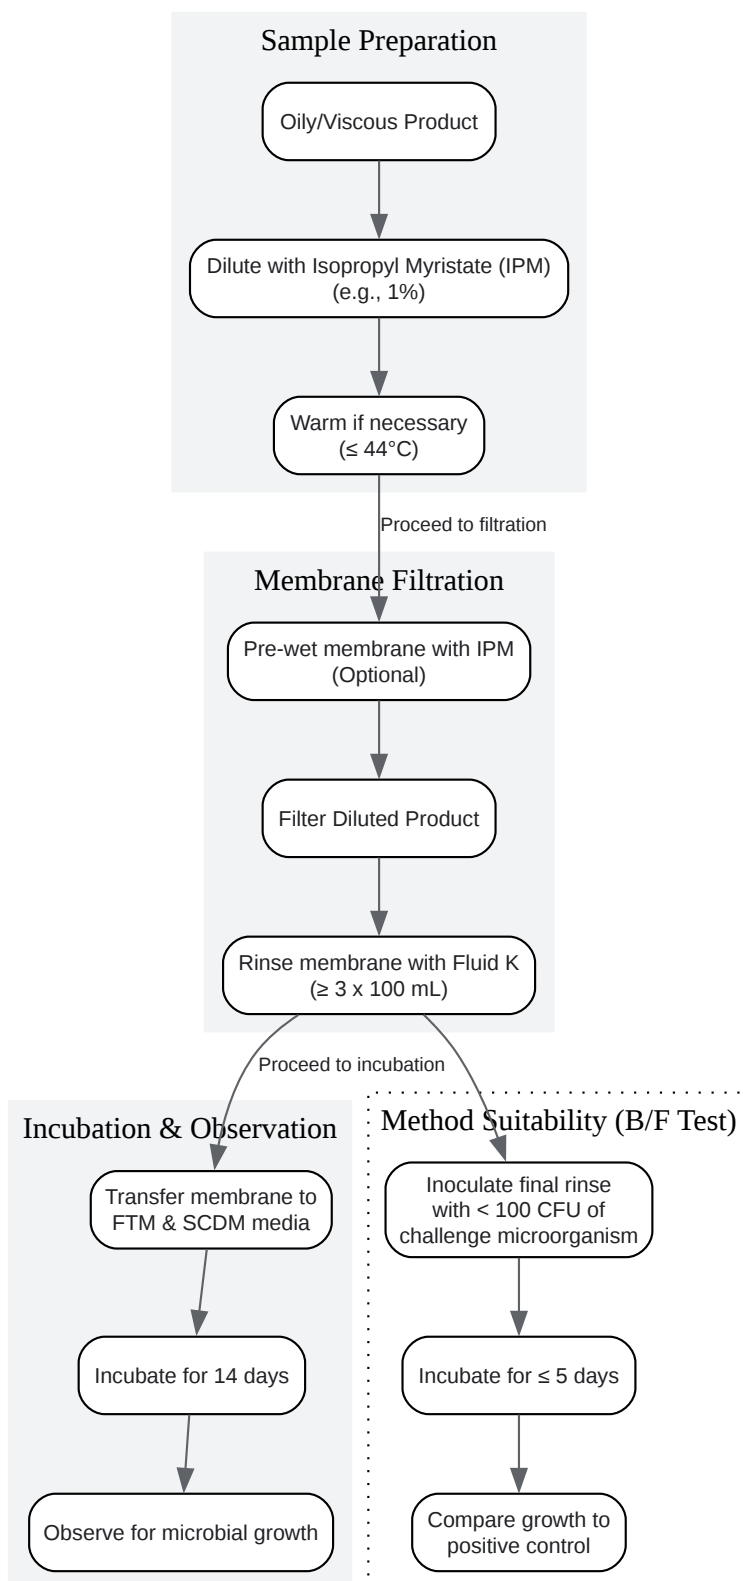 Sample Preparation
Oily/Viscous Product
Dilute with Isopropyl Myristate (IPM)
(e.g., 1%)
Warm if necessary
(≤ 44°C)
Proceed to filtration
Membrane Filtration
Pre-wet membrane with IPM
(Optional)
Filter Diluted Product
Rinse membrane with Fluid K
(≥ 3 x 100 mL)
Proceed to incubation
Incubation & Observation
Transfer membrane to
FTM & SCDM media
Incubate for 14 days
Observe for microbial growth
Method Suitability (B/F Test)
Inoculate final rinse
with < 100 CFU of
challenge microorganism
Incubate for ≤ 5 days
Compare growth to
positive control